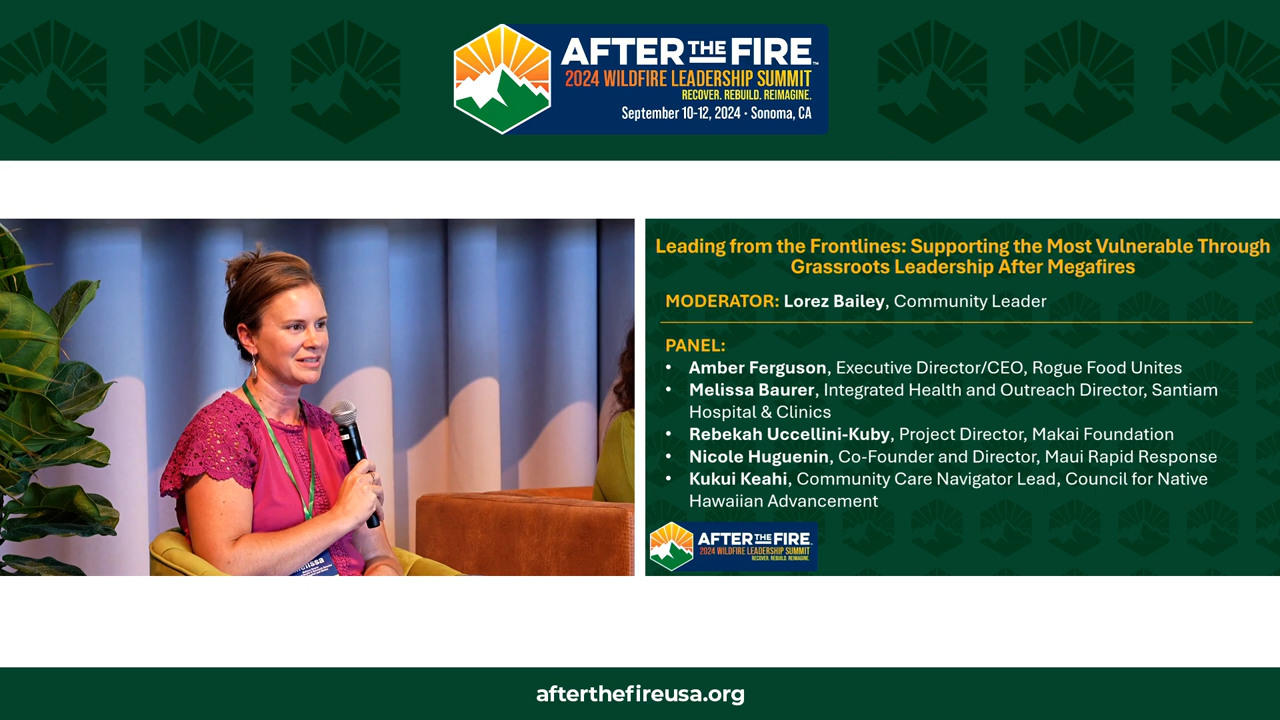 AFTER THE FIRE™
2024 WILDFIRE LEADERSHIP SUMMIT
RECOVER. REBUILD. REIMAGINE.
September 10-12, 2024 · Sonoma, CA
Leading from the Frontlines: Supporting the Most Vulnerable Through
Grassroots Leadership After Megafires
MODERATOR: Lorez Bailey, Community Leader
PANEL:
• Amber Ferguson, Executive Director/CEO, Rogue Food Unites
• Melissa Baurer, Integrated Health and Outreach Director, Santiam
Hospital & Clinics
• Rebekah Uccellini-Kuby, Project Director, Makai Foundation
• Nicole Huguenin, Co-Founder and Director, Maui Rapid Response
• Kukui Keahi, Community Care Navigator Lead, Council for Native
Hawaiian Advancement
AFTER THE FIRE
2024 WILDFIRE LEADERSHIP SUMMIT
RECOVER. REBUILD. REIMAGINE.
afterthefireusa.org